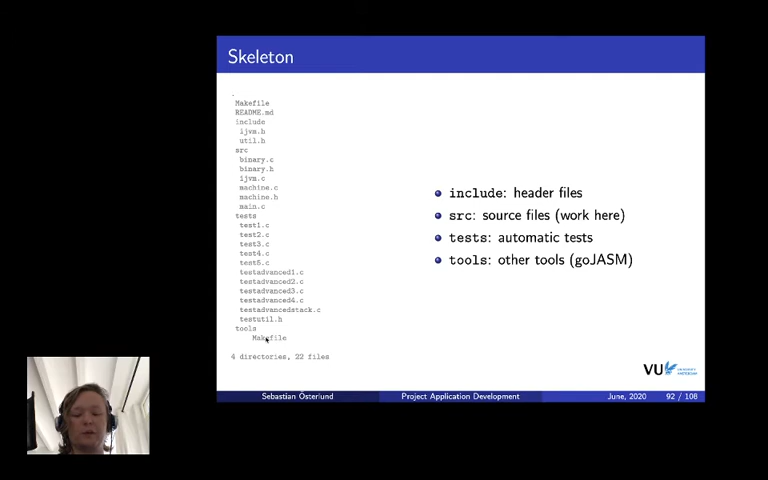 Skeleton
.
Makefile
README.md
include
ijvm.h
util.h
src
binary.c
binary.h
ijvm.c
machine.c
machine.h
main.c
tests
test1.c
test2.c
test3.c
test4.c
test5.c
testadvanced1.c
testadvanced2.c
testadvanced3.c
testadvanced4.c
testadvancedstack.c
testutil.h
tools
Makefile
4 directories, 22 files
include: header files
src: source files (work here)
tests: automatic tests
tools: other tools (goJASM)
VU
Sebastian Österlund
Project Application Development
June, 2020
92 / 108